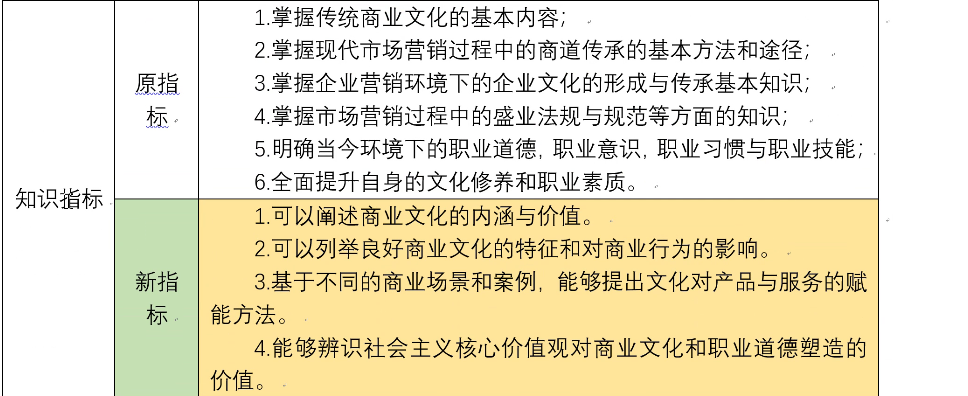 知识指标
原指
标
1.掌握传统商业文化的基本内容；
2.掌握现代市场营销过程中的商道传承的基本方法和途径；
3.掌握企业营销环境下的企业文化的形成与传承基本知识；
4.掌握市场营销过程中的盛业法规与规范等方面的知识；
5.明确当今环境下的职业道德，职业意识，职业习惯与职业技能；
6.全面提升自身的文化修养和职业素质。
新指
标
1.可以阐述商业文化的内涵与价值。
2.可以列举良好商业文化的特征和对商业行为的影响。
3.基于不同的商业场景和案例，能够提出文化对产品与服务的赋
能方法。
4.能够辨识社会主义核心价值观对商业文化和职业道德塑造的
价值。